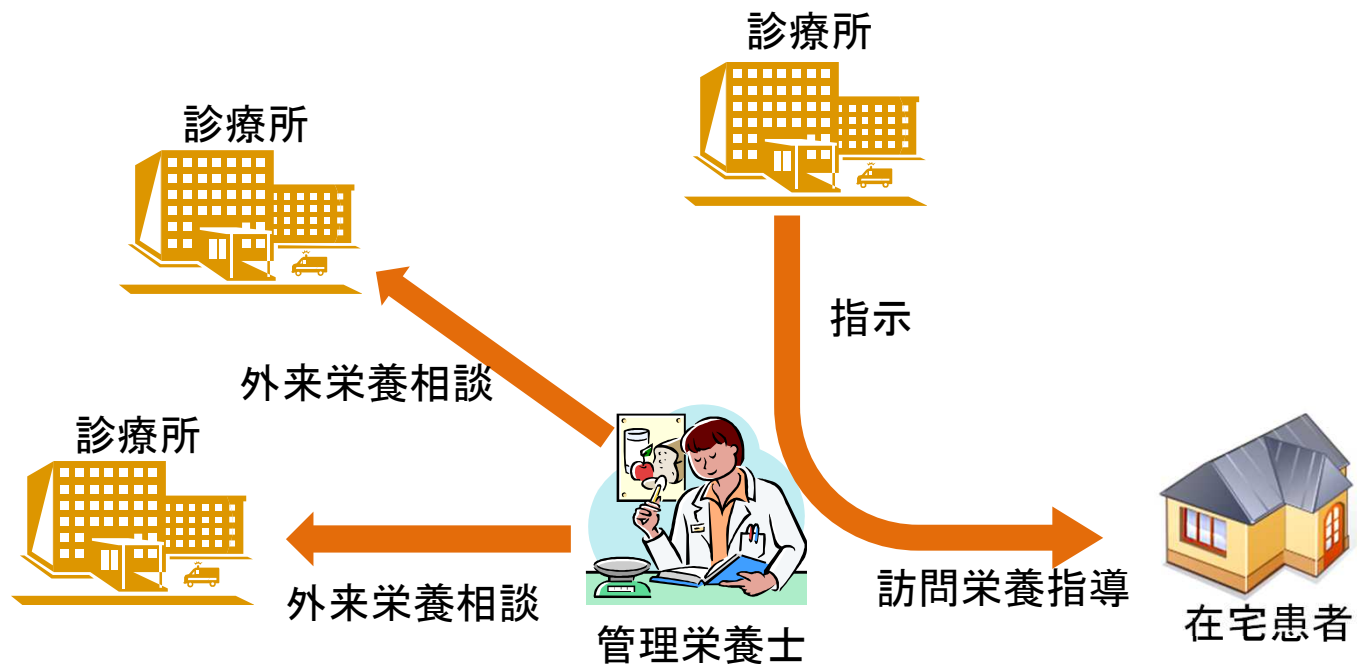 診療所
診療所
指示
外来栄養相談
診療所
外来栄養相談
訪問栄養指導
在宅患者
管理栄養士